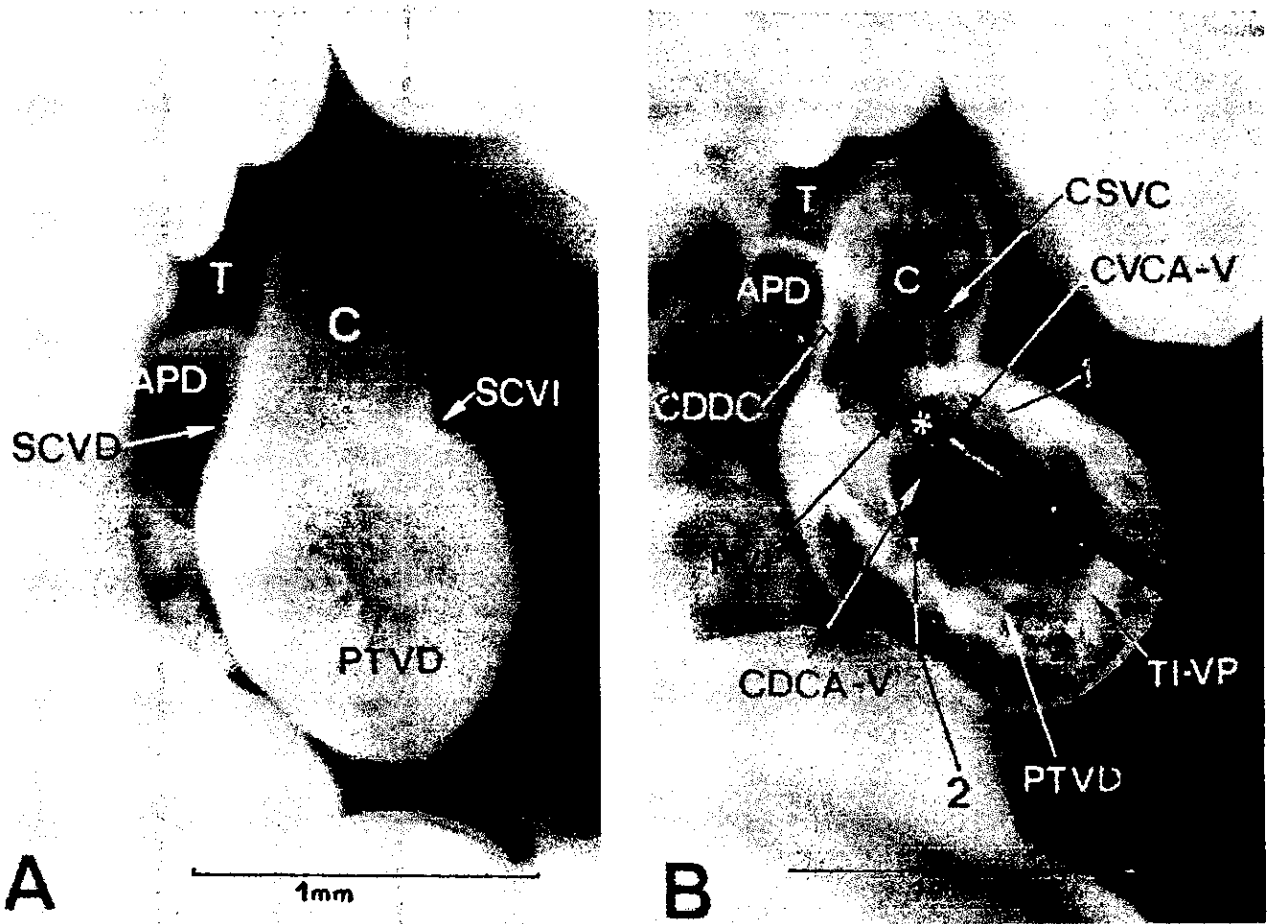 T
C
APD
SCVI
SCVD
PTVD
A
1mm
T
CSVC
C
CVCA-V
APD
1
CDDC
*
CDCA-V
TI-VP
PTVD
2
B